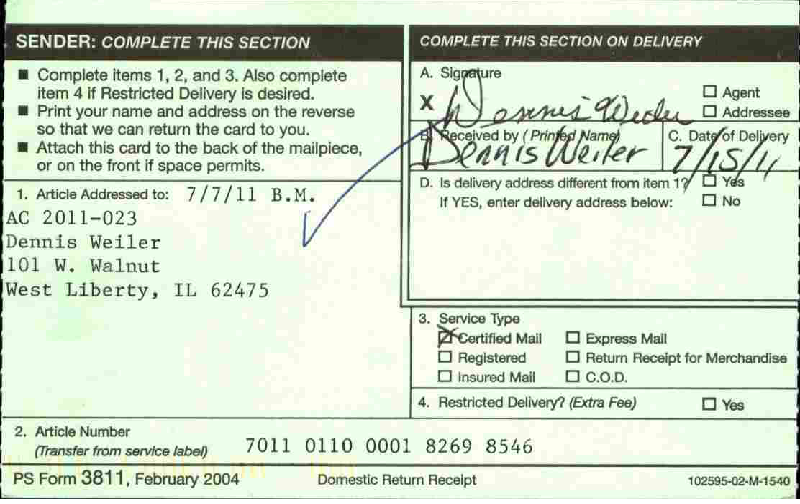 SENDER: COMPLETE THIS SECTION
■ Complete items 1, 2, and 3. Also complete
item 4 if Restricted Delivery is desired.
■ Print your name and address on the reverse
so that we can return the card to you.
■ Attach this card to the back of the mailpiece,
or on the front if space permits.
1. Article Addressed to: 7/7/11 B.M.
AC 2011-023
Dennis Weiler
101 W. Walnut
West Liberty, IL 62475
COMPLETE THIS SECTION ON DELIVERY
A. Signature
X Dennis Weiler
☐ Agent
☐ Addressee
B. Received by (Printed Name)
Dennis Weiler
C. Date of Delivery
7/15/11
D. Is delivery address different from item 1? ☐ Yes
If YES, enter delivery address below: ☐ No
3. Service Type
☒ Certified Mail ☐ Express Mail
☐ Registered ☐ Return Receipt for Merchandise
☐ Insured Mail ☐ C.O.D.
4. Restricted Delivery? (Extra Fee) ☐ Yes
2. Article Number
(Transfer from service label) 7011 0110 0001 8269 8546
PS Form 3811, February 2004 Domestic Return Receipt 102595-02-M-1540